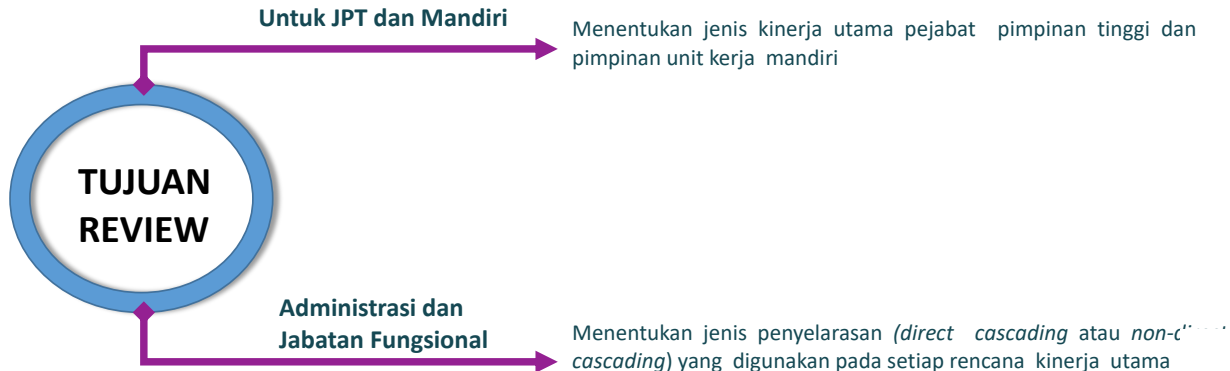 Untuk JPT dan Mandiri
Menentukan jenis kinerja utama pejabat pimpinan tinggi dan
pimpinan unit kerja mandiri
TUJUAN
REVIEW
Administrasi dan
Jabatan Fungsional
Menentukan jenis penyelarasan (direct cascading atau
cascading) yang digunakan pada setiap rencana kinerja utama